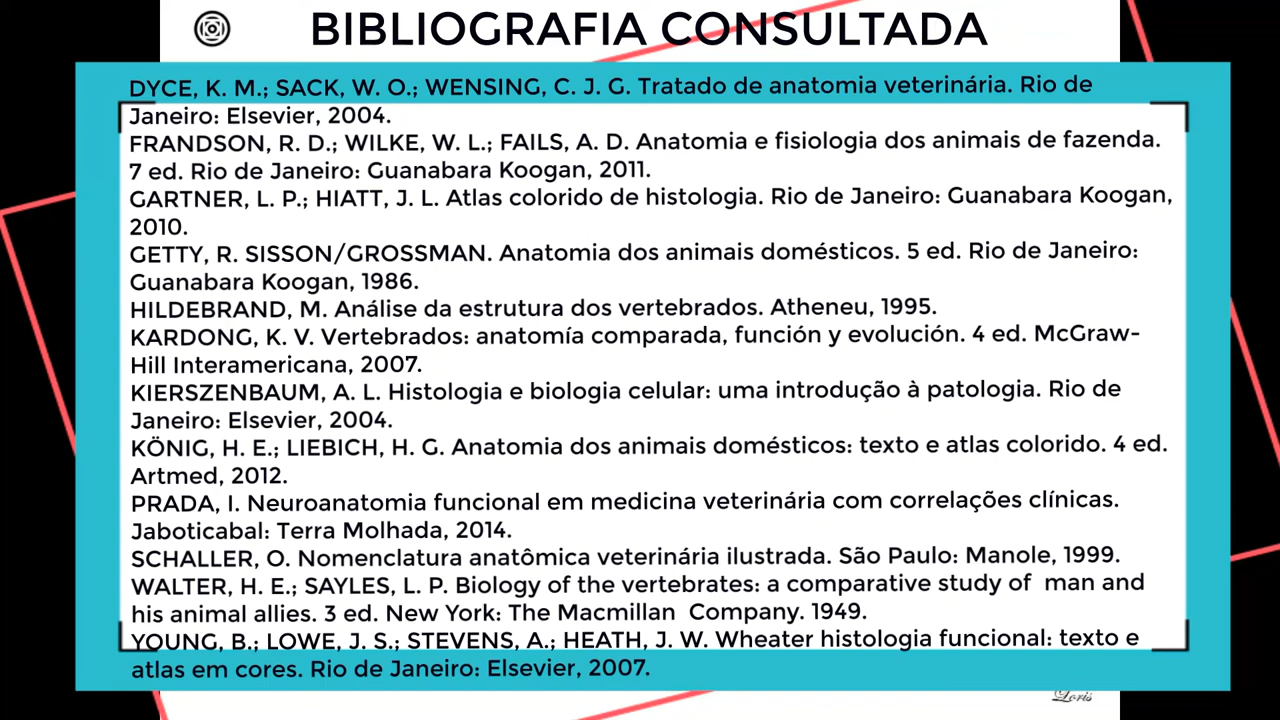 BIBLIOGRAFIA CONSULTADA
DYCE, K. M.; SACK, W. O.; WENSING, C. J. G. Tratado de anatomia veterinária. Rio de
Janeiro: Elsevier, 2004.
FRANDSON, R. D.; WILKE, W. L.; FAILS, A. D. Anatomia e fisiologia dos animais de fazenda.
7 ed. Rio de Janeiro: Guanabara Koogan, 2011.
GARTNER, L. P.; HIATT, J. L. Atlas colorido de histologia. Rio de Janeiro: Guanabara Koogan,
2010.
GETTY, R. SISSON/GROSSMAN. Anatomia dos animais domésticos. 5 ed. Rio de Janeiro:
Guanabara Koogan, 1986.
HILDEBRAND, M. Análise da estrutura dos vertebrados. Atheneu, 1995.
KARDONG, K. V. Vertebrados: anatomía comparada, función y evolución. 4 ed. McGraw-
Hill Interamericana, 2007.
KIERSZENBAUM, A. L. Histologia e biologia celular: uma introdução à patologia. Rio de
Janeiro: Elsevier, 2004.
KÖNIG, H. E.; LIEBICH, H. G. Anatomia dos animais domésticos: texto e atlas colorido. 4 ed.
Artmed, 2012.
PRADA, I. Neuroanatomia funcional em medicina veterinária com correlações clínicas.
Jaboticabal: Terra Molhada, 2014.
SCHALLER, O. Nomenclatura anatômica veterinária ilustrada. São Paulo: Manole, 1999.
WALTER, H. E.; SAYLES, L. P. Biology of the vertebrates: a comparative study of man and
his animal allies. 3 ed. New York: The Macmillan Company. 1949.
YOUNG, B.; LOWE, J. S.; STEVENS, A.; HEATH, J. W. Wheater histologia funcional: texto e
atlas em cores. Rio de Janeiro: Elsevier, 2007.
Loris